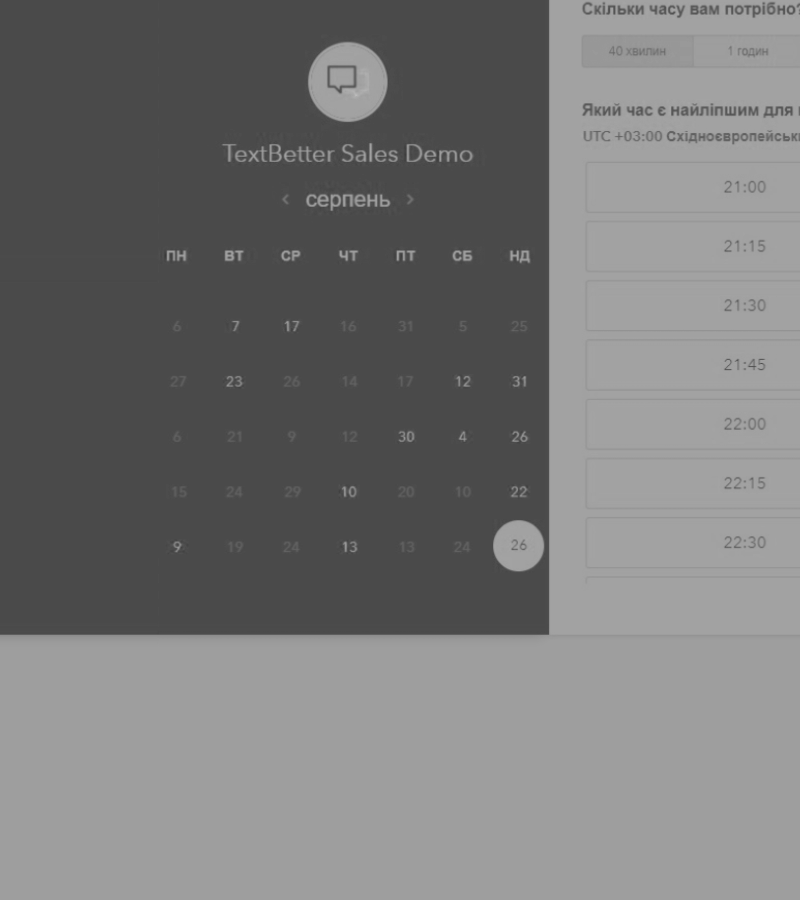 TextBetter Sales Demo
< серпень >
ПН ВТ СР ЧТ ПТ СБ НД
6 7 17 16 31 5 25
27 23 26 14 17 12 31
6 21 9 12 30 4 26
15 24 29 10 20 10 22
9 19 24 13 13 24 26
Скільки часу вам потрібно?
40 хвилин 1 годин
Який час є найліпшим для
UTC +03:00
21:00
21:15
21:30
21:45
22:00
22:15
22:30